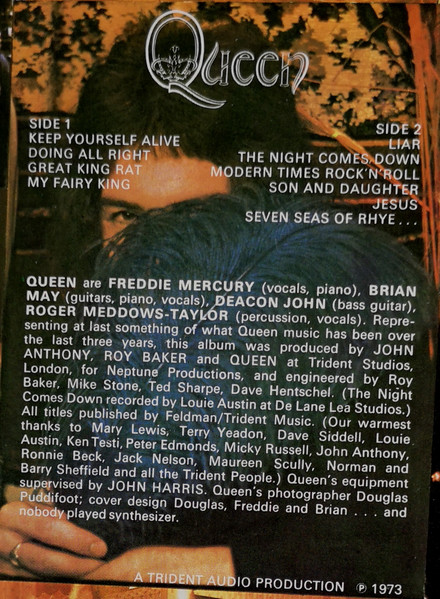 Queen
SIDE 1
KEEP YOURSELF ALIVE
DOING ALL RIGHT
GREAT KING RAT
MY FAIRY KING
SIDE 2
LIAR
THE NIGHT COMES DOWN
MODERN TIMES ROCK'N'ROLL
SON AND DAUGHTER
JESUS
SEVEN SEAS OF RHYE . . .
QUEEN are FREDDIE MERCURY (vocals, piano), BRIAN
MAY (guitars, piano, vocals), DEACON JOHN (bass guitar),
ROGER MEDDOWS-TAYLOR (percussion, vocals). Repre-
senting at last something of what Queen music has been over
the last three years, this album was produced by JOHN
ANTHONY, ROY BAKER and QUEEN at Trident Studios,
London, for Neptune Productions, and engineered by Roy
Baker, Mike Stone, Ted Sharpe, Dave Hentschel. (The Night
Comes Down recorded by Louie Austin at De Lane Lea Studios.)
All titles published by Feldman/Trident Music. (Our warmest
thanks to Mary Lewis, Terry Yeadon, Dave Siddell, Louie
Austin, Ken Testi, Peter Edmonds, Micky Russell, John Anthony,
Ronnie Beck, Jack Nelson, Maureen Scully, Norman and
Barry Sheffield and all the Trident People.) Queen's equipment
supervised by JOHN HARRIS. Queen's photographer Douglas
Puddifoot; cover design Douglas, Freddie and Brian . . . and
nobody played synthesizer.
A TRIDENT AUDIO PRODUCTION ℗ 1973